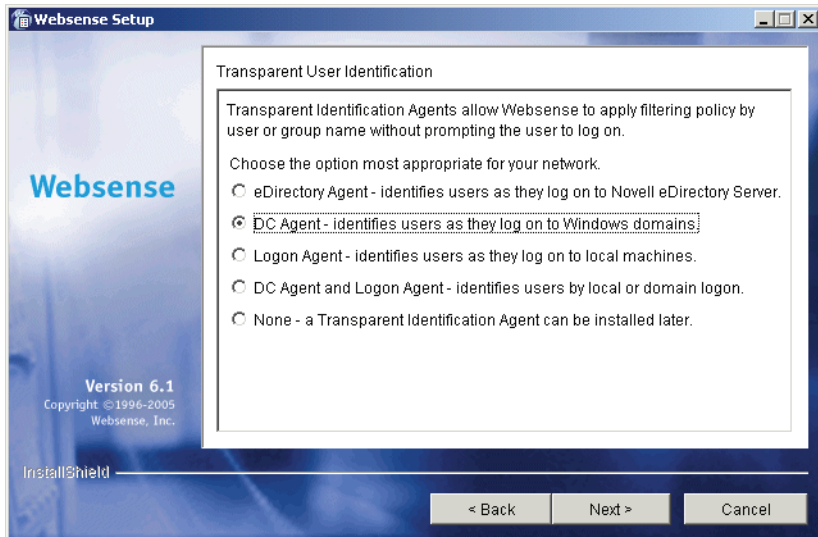 Websense Setup
Transparent User Identification
Transparent Identification Agents allow Websense to apply filtering policy by
user or group name without prompting the user to log on.
Choose the option most appropriate for your network.
eDirectory Agent - identifies users as they log on to Novell eDirectory Server.
DC Agent - identifies users as they log on to Windows domains.
Logon Agent - identifies users as they log on to local machines.
DC Agent and Logon Agent - identifies users by local or domain logon.
None - a Transparent Identification Agent can be installed later.
Websense
Version 6.1
Copyright ©1996-2005
Websense, Inc.
InstallShield
< Back
Next >
Cancel